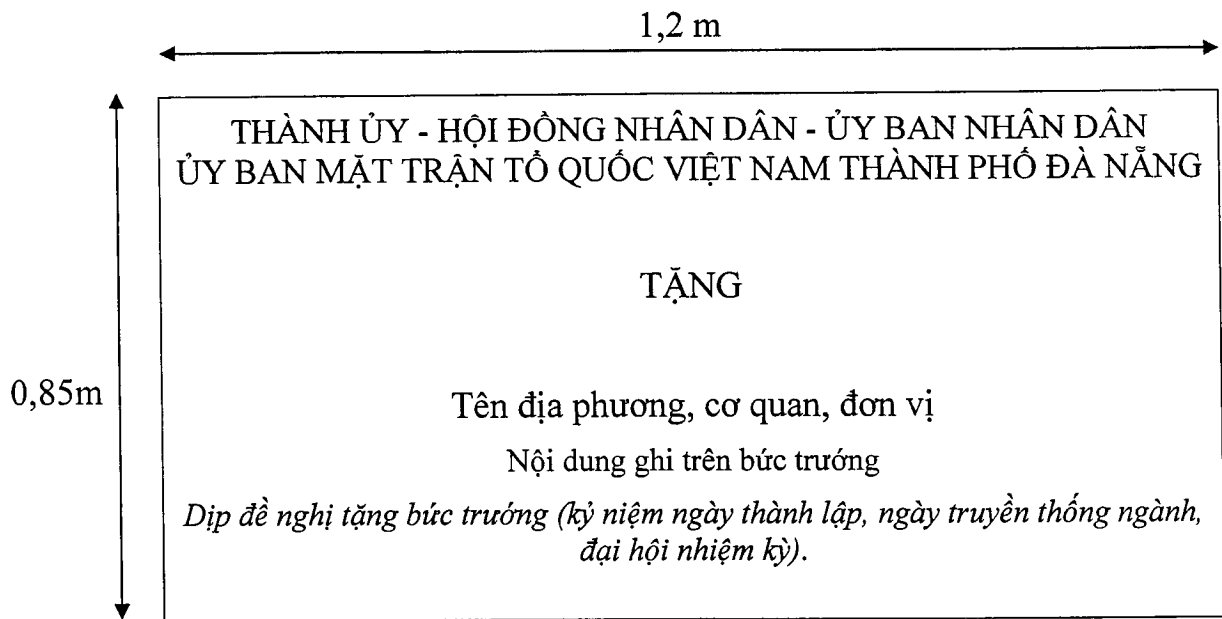 1,2 m
THÀNH ỦY - HỘI ĐỒNG NHÂN DÂN - ỦY BAN NHÂN DÂN
ỦY BAN MẶT TRẬN TỔ QUỐC VIỆT NAM THÀNH PHỐ ĐÀ NẴNG
TẶNG
0,85m
Tên địa phương, cơ quan, đơn vị
Nội dung ghi trên bức trướng
Dịp đề nghị tặng bức trướng (kỷ niệm ngày thành lập, ngày truyền thống ngành,
đại hội nhiệm kỳ).